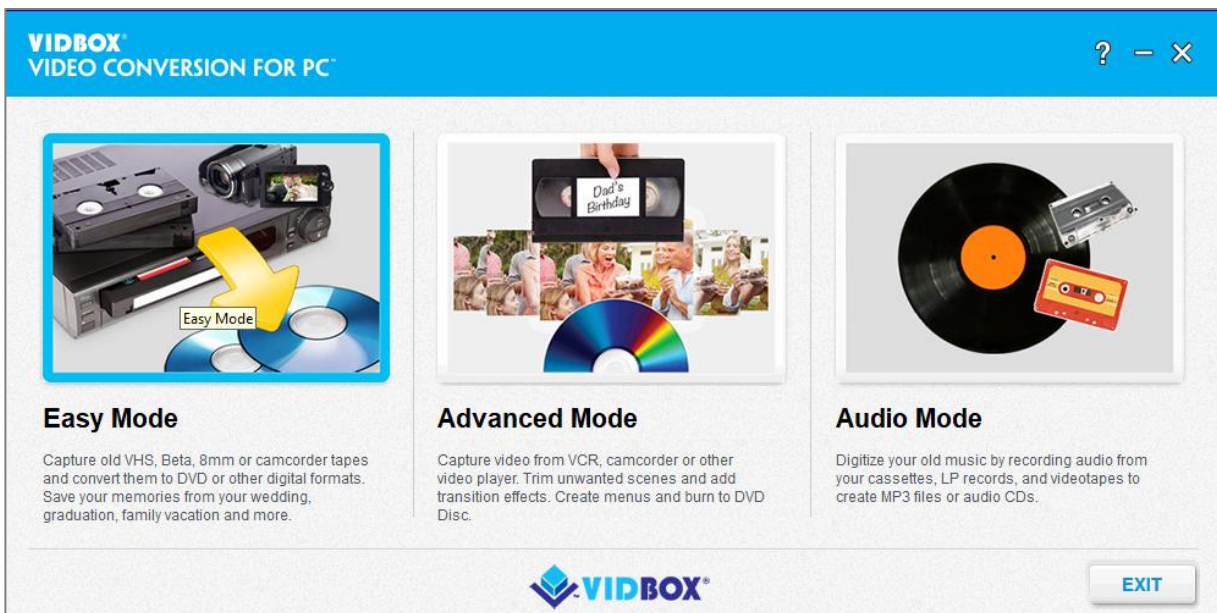 VIDBOX®
VIDEO CONVERSION FOR PC™
? – ×
Dad's
Birthday
Easy Mode
Easy Mode
Capture old VHS, Beta, 8mm or camcorder tapes
and convert them to DVD or other digital formats.
Save your memories from your wedding,
graduation, family vacation and more.
Advanced Mode
Capture video from VCR, camcorder or other
video player. Trim unwanted scenes and add
transition effects. Create menus and burn to DVD
Disc.
Audio Mode
Digitize your old music by recording audio from
your cassettes, LP records, and videotapes to
create MP3 files or audio CDs.
VIDBOX®
EXIT